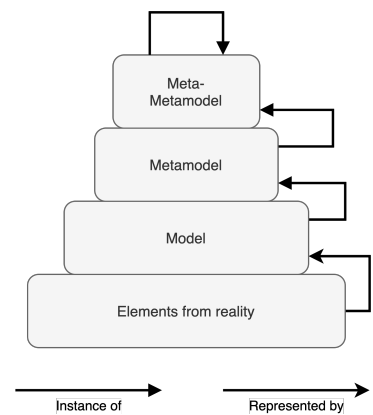 Meta-
Metamodel
Metamodel
Model
Elements from reality
Instance of
Represented by